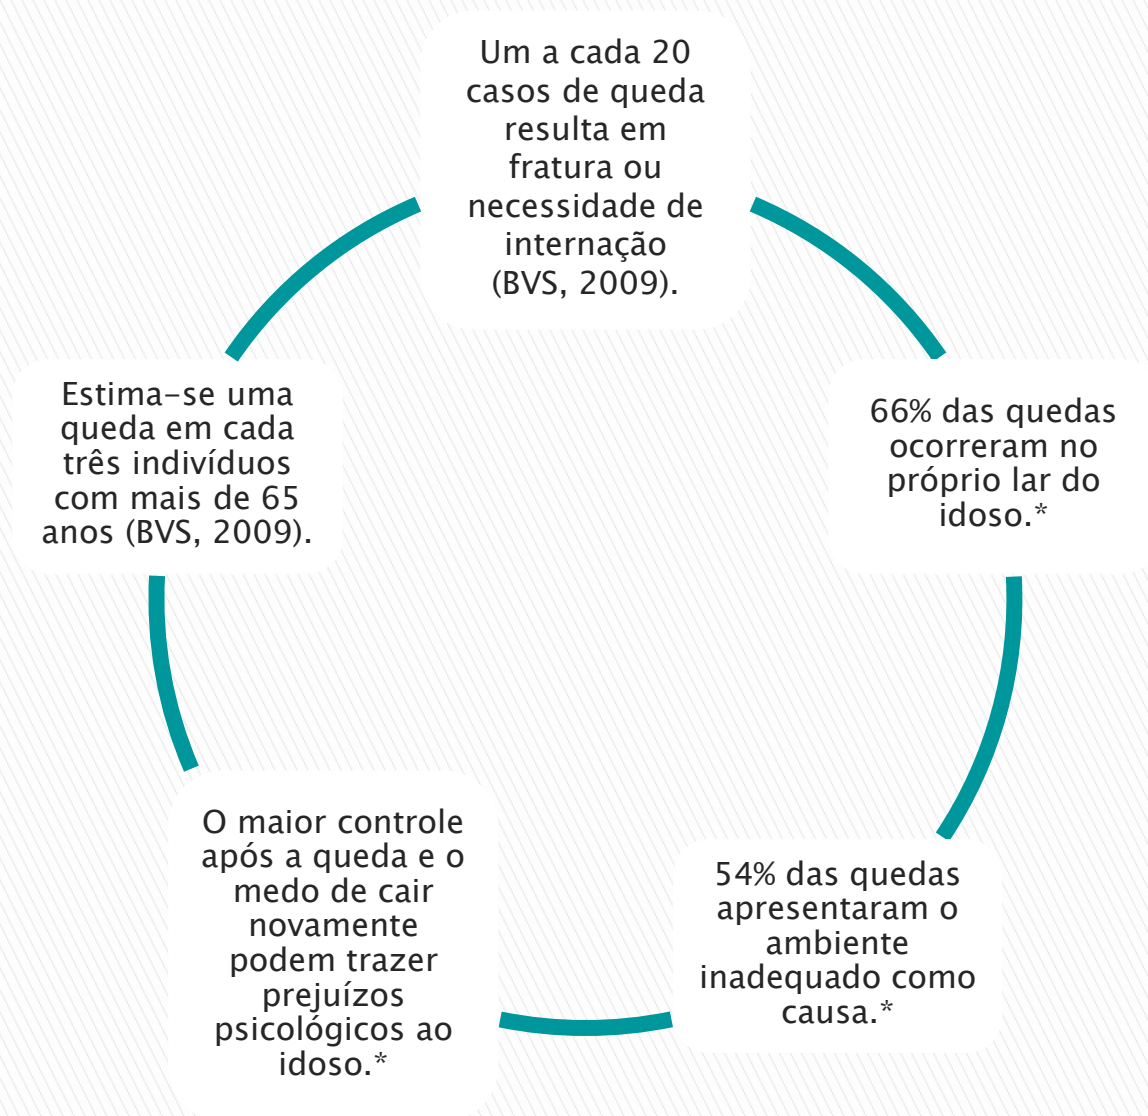 Um a cada 20
casos de queda
resulta em
fratura ou
necessidade de
internação
(BVS, 2009).
66% das quedas
ocorreram no
próprio lar do
idoso.*
54% das quedas
apresentaram o
ambiente
inadequado como
causa.*
O maior controle
após a queda e o
medo de cair
novamente
podem trazer
prejuízos
psicológicos ao
idoso.*
Estima-se uma
queda em cada
três indivíduos
com mais de 65
anos (BVS, 2009).